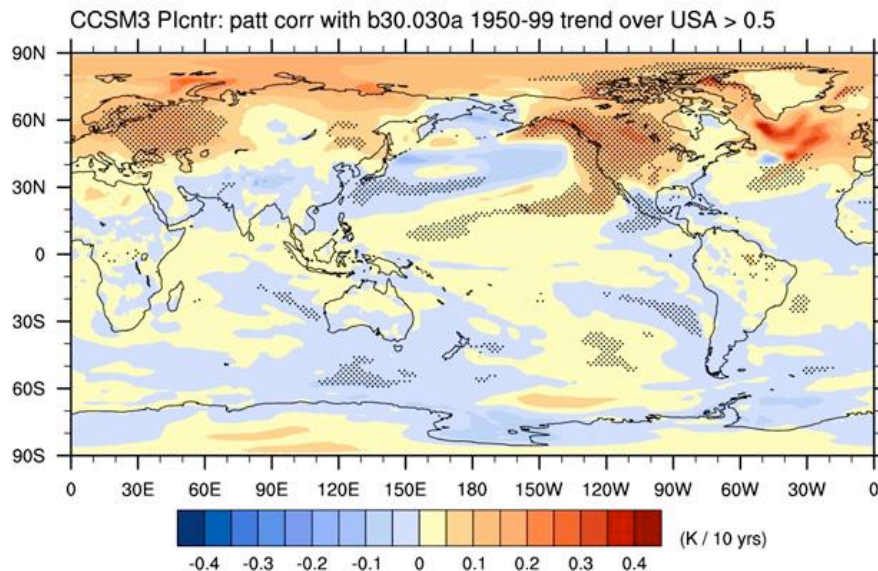 CCSM3 PIcntr: patt corr with b30.030a 1950-99 trend over USA > 0.5
90N
60N
30N
0
30S
60S
90S
0 30E 60E 90E 120E 150E 180 150W 120W 90W 60W 30W 0
-0.4 -0.3 -0.2 -0.1 0 0.1 0.2 0.3 0.4
(K / 10 yrs)